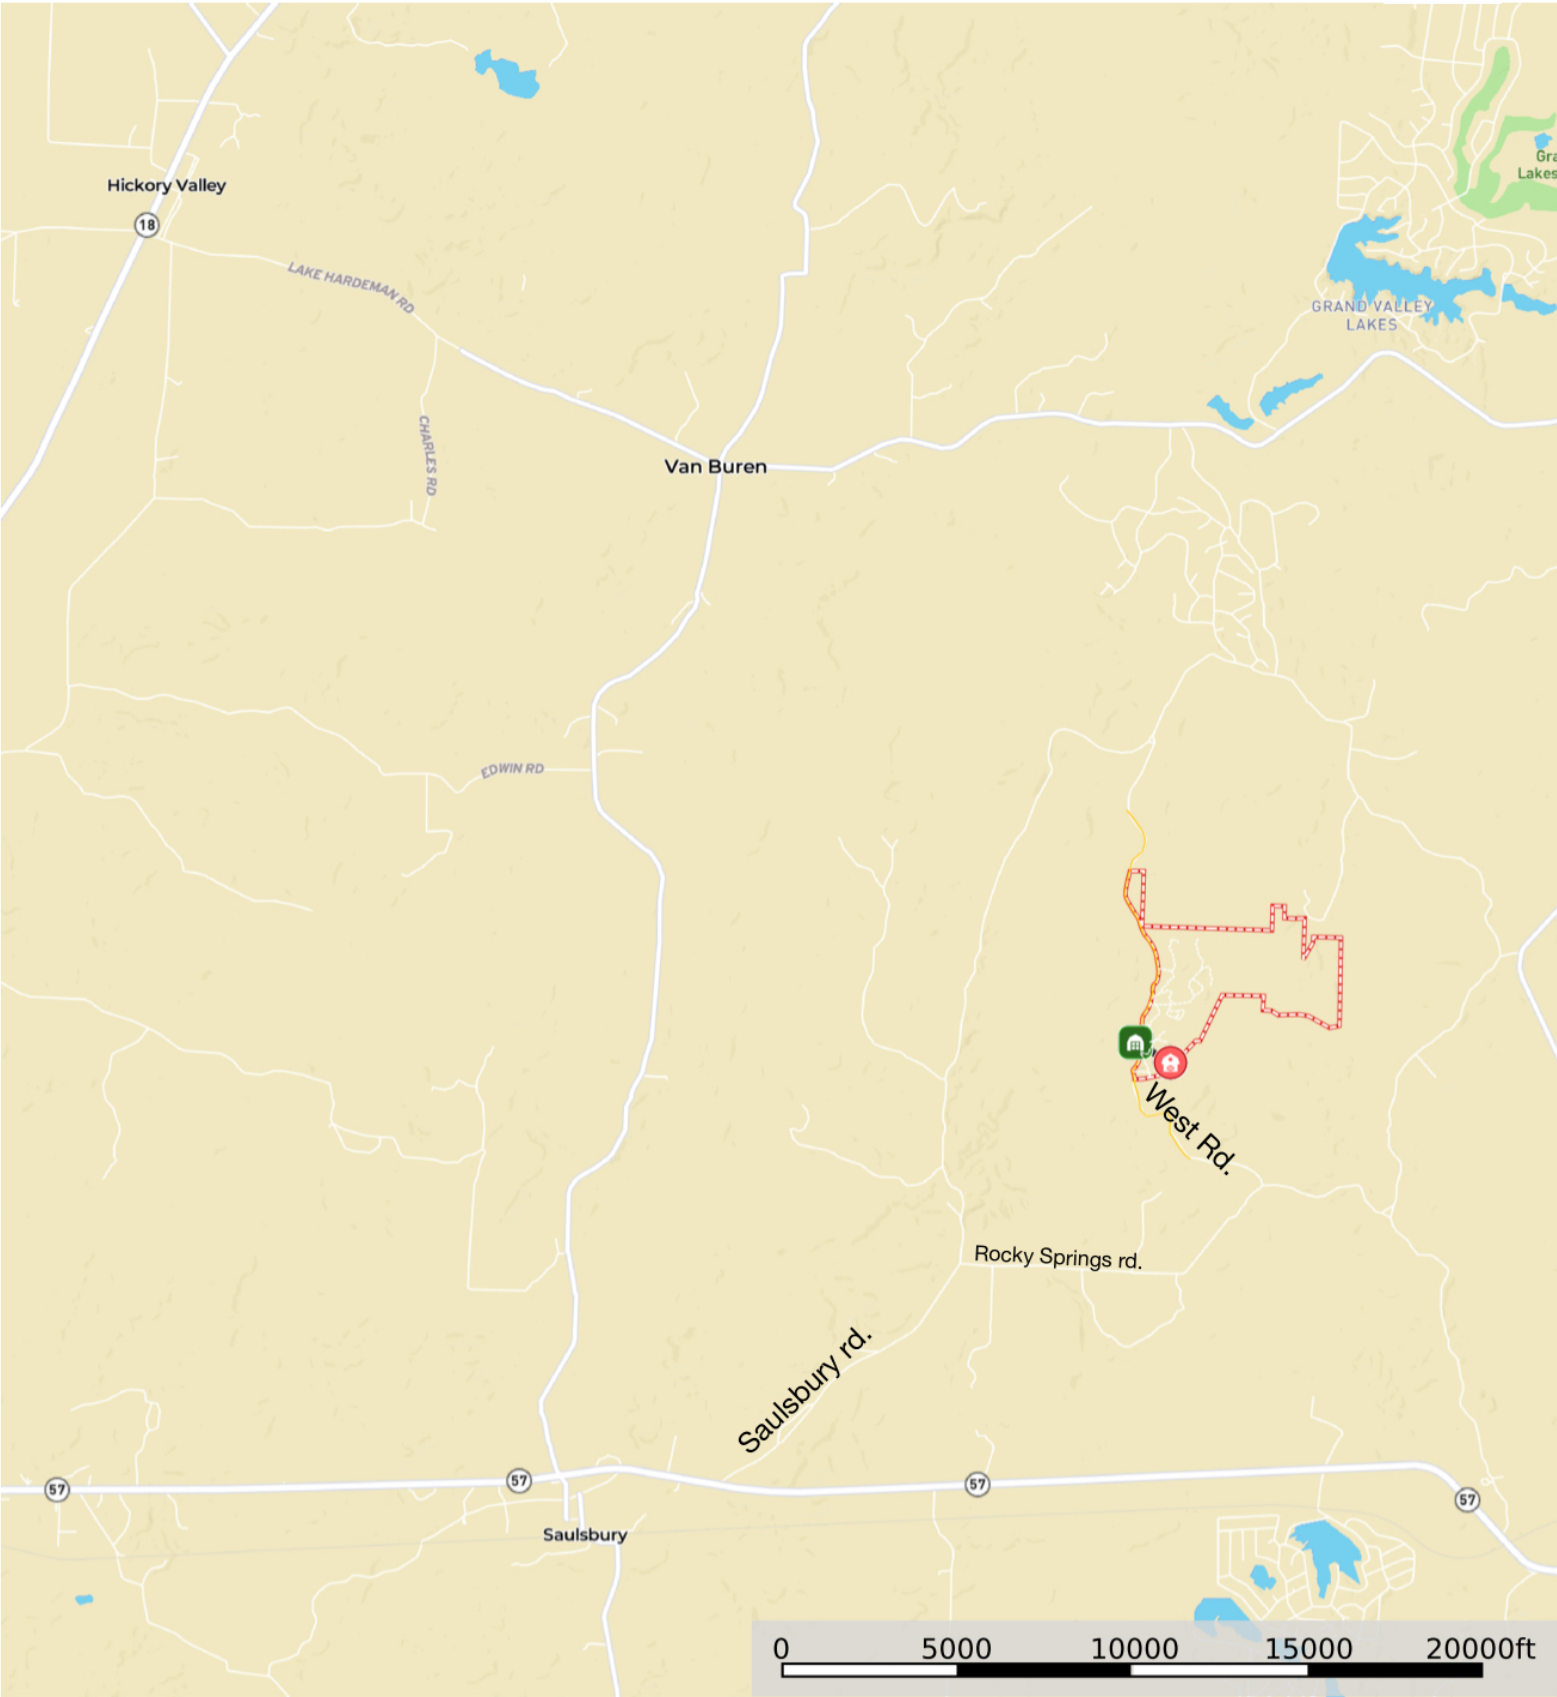 Gra
Lakes
Hickory Valley
18
LAKE HARDEMAN RD
GRAND VALLEY
LAKES
CHARLES RD
Van Buren
EDWIN RD
West Rd.
Rocky Springs rd.
Saulsbury rd.
57
57
57
57
Saulsbury
0 5000 10000 15000 20000ft